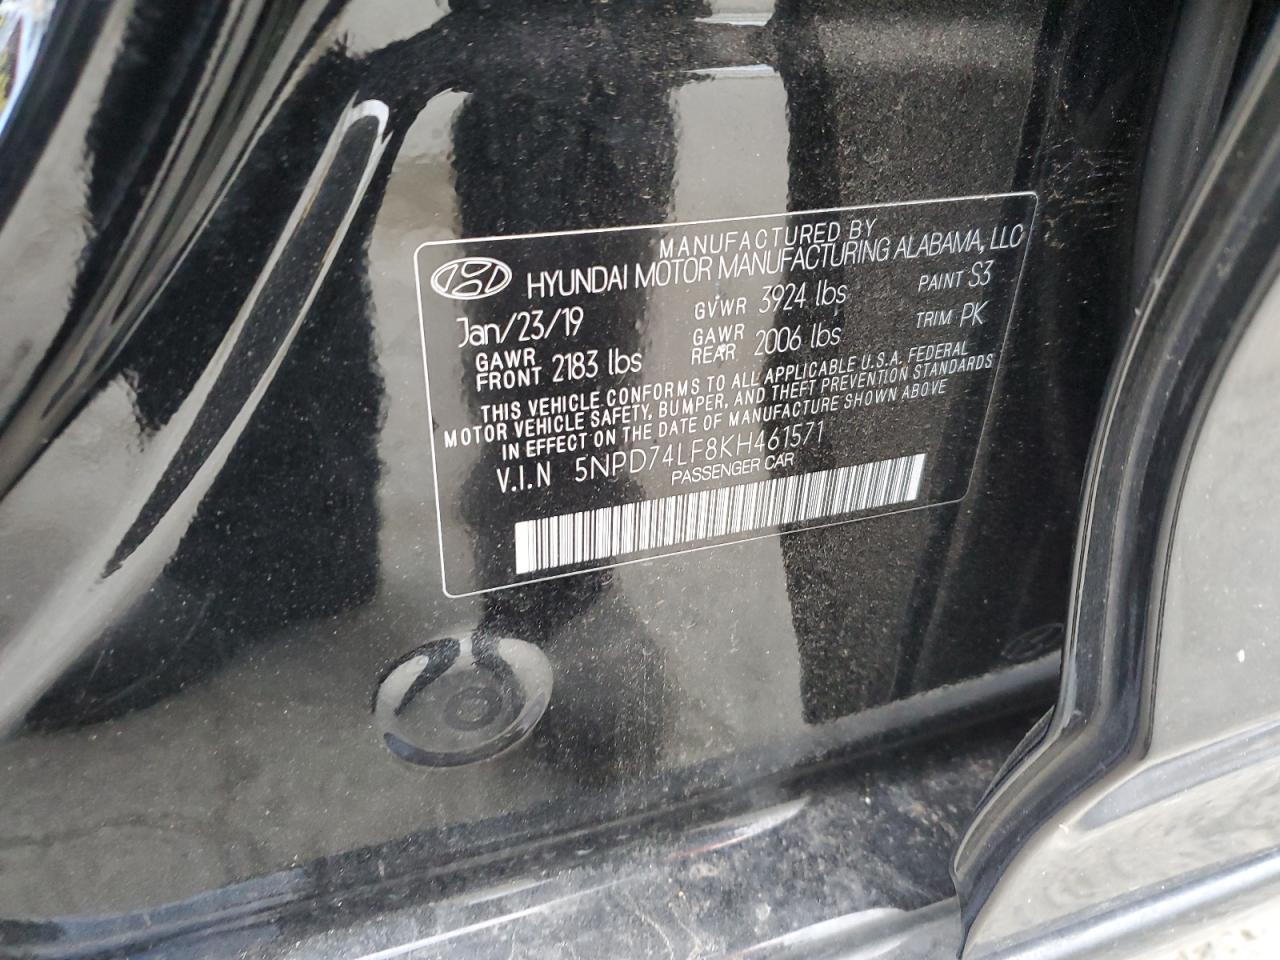 MANUFACTURED BY
HYUNDAI MOTOR MANUFACTURING ALABAMA, LLC
Jan/23/19 GVWR 3924 lbs PAINT S3
GAWR FRONT 2183 lbs GAWR REAR 2006 lbs TRIM PK
THIS VEHICLE CONFORMS TO ALL APPLICABLE U.S.A. FEDERAL
MOTOR VEHICLE SAFETY, BUMPER, AND THEFT PREVENTION STANDARDS
IN EFFECT ON THE DATE OF MANUFACTURE SHOWN ABOVE
V.I.N 5NPD74LF8KH461571
PASSENGER CAR